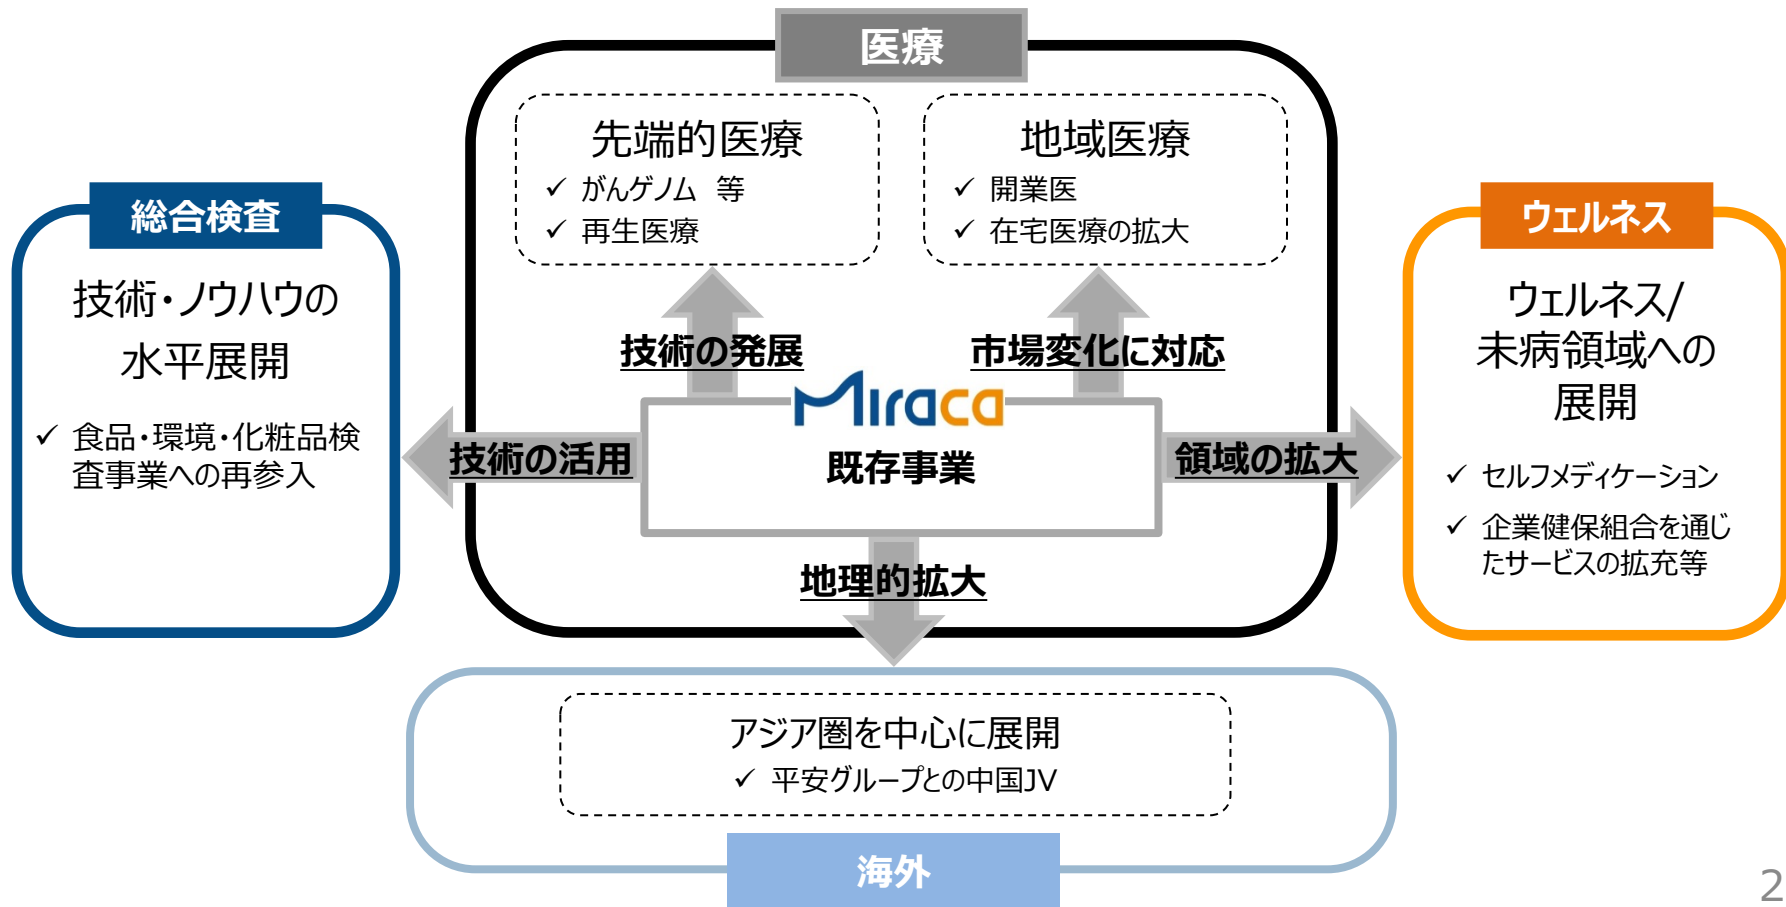 医療
先端的医療
✓ がんゲノム 等
✓ 再生医療
地域医療
✓ 開業医
✓ 在宅医療の拡大
総合検査
技術・ノウハウの
水平展開
✓ 食品・環境・化粧品検
査事業への再参入
技術の発展
市場変化に対応
Miraca
既存事業
技術の活用
領域の拡大
地理的拡大
ウェルネス
ウェルネス/
未病領域への
展開
✓ セルフメディケーション
✓ 企業健保組合を通じ
たサービスの拡充等
アジア圏を中心に展開
✓ 平安グループとの中国JV
海外
2